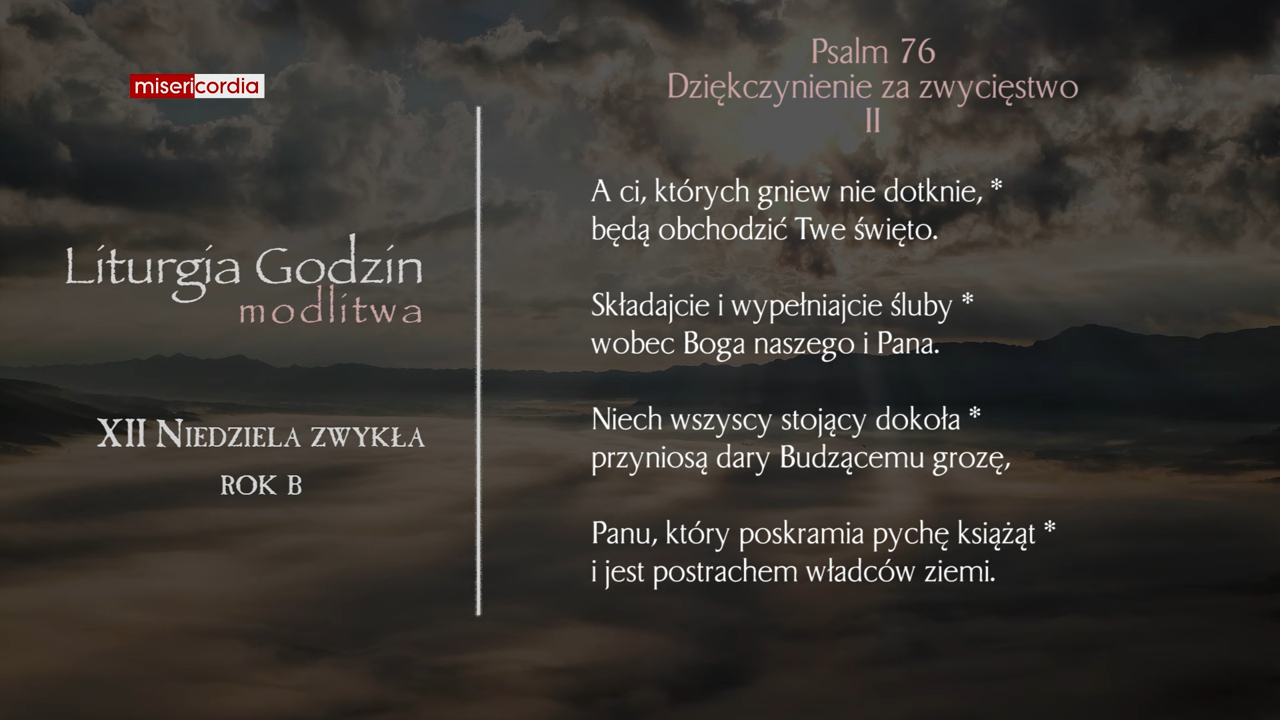 misericordia
Liturgia Godzin
modlitwa
XII Niedziela zwykła
rok B
Psalm 76
Dziękczynienie za zwycięstwo
II
A ci, których gniew nie dotknie, *
będą obchodzić Twe święto.
Składajcie i wypełniajcie śluby *
wobec Boga naszego i Pana.
Niech wszyscy stojący dokoła *
przyniosą dary Budzącemu grozę,
Panu, który poskramia pychę książąt *
i jest postrachem władców ziemi.